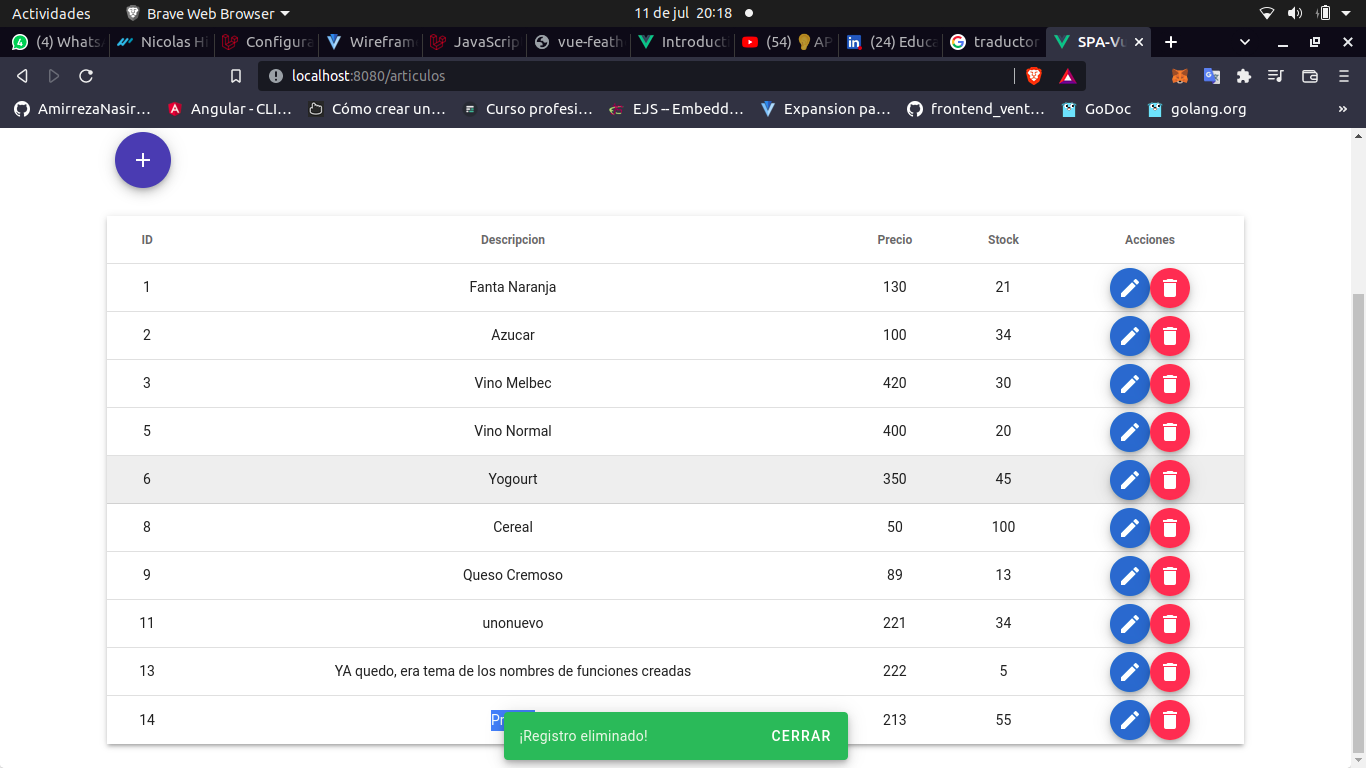 Actividades Brave Web Browser 11 de jul 20:18
(4) Whats Nicolas Hi Configura Wirefram JavaScrip vue-feath Introducti (54) AP (24) Educa traductor SPA-Vu
localhost:8080/articulos
AmirrezaNasir... Angular - CLI... Cómo crear un... Curso profesi... EJS – Embedd... Expansion pa... frontend_vent... GoDoc golang.org »
+
ID Descripcion Precio Stock Acciones
1 Fanta Naranja 130 21
2 Azucar 100 34
3 Vino Melbec 420 30
5 Vino Normal 400 20
6 Yogourt 350 45
8 Cereal 50 100
9 Queso Cremoso 89 13
11 unonuevo 221 34
13 YA quedo, era tema de los nombres de funciones creadas 222 5
14 213 55
¡Registro eliminado! CERRAR